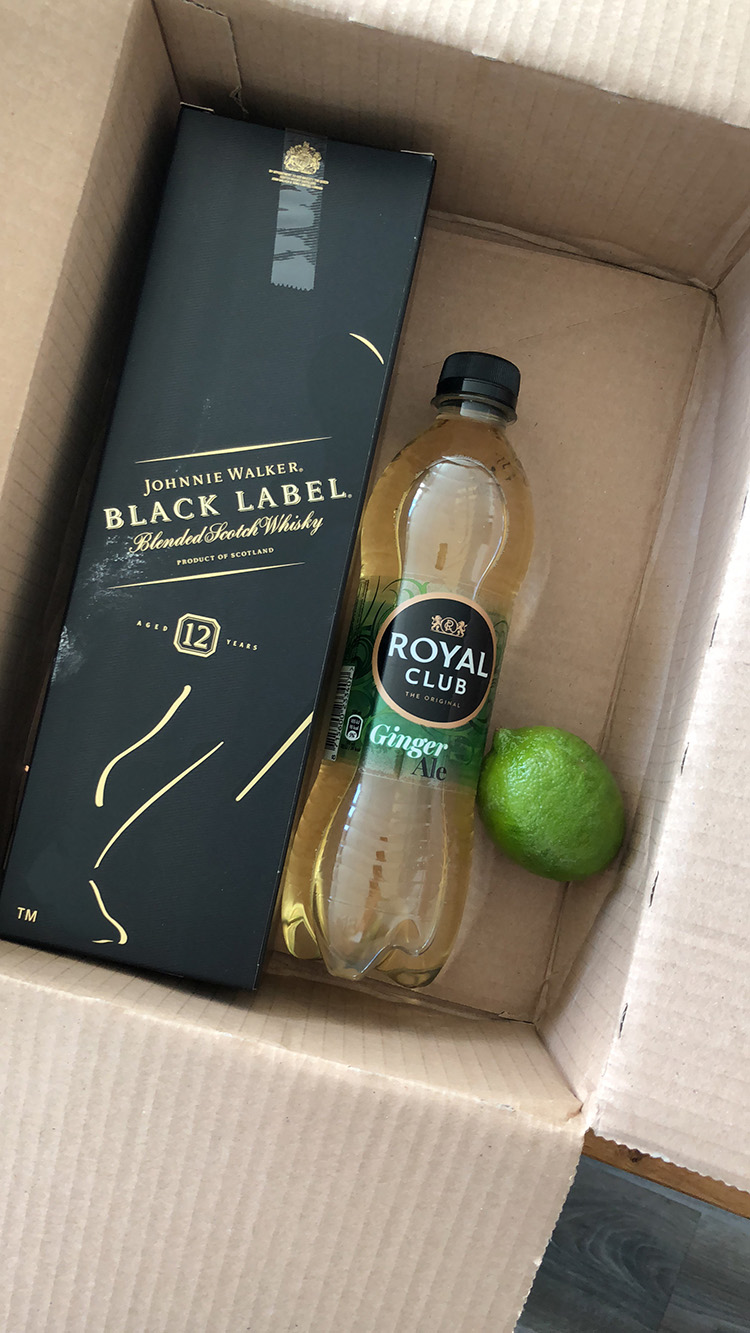 JOHNNIE WALKER®
BLACK LABEL®
Blended Scotch Whisky
PRODUCT OF SCOTLAND
AGED 12 YEARS
TM
ROYAL
CLUB
THE ORIGINAL
Ginger
Ale